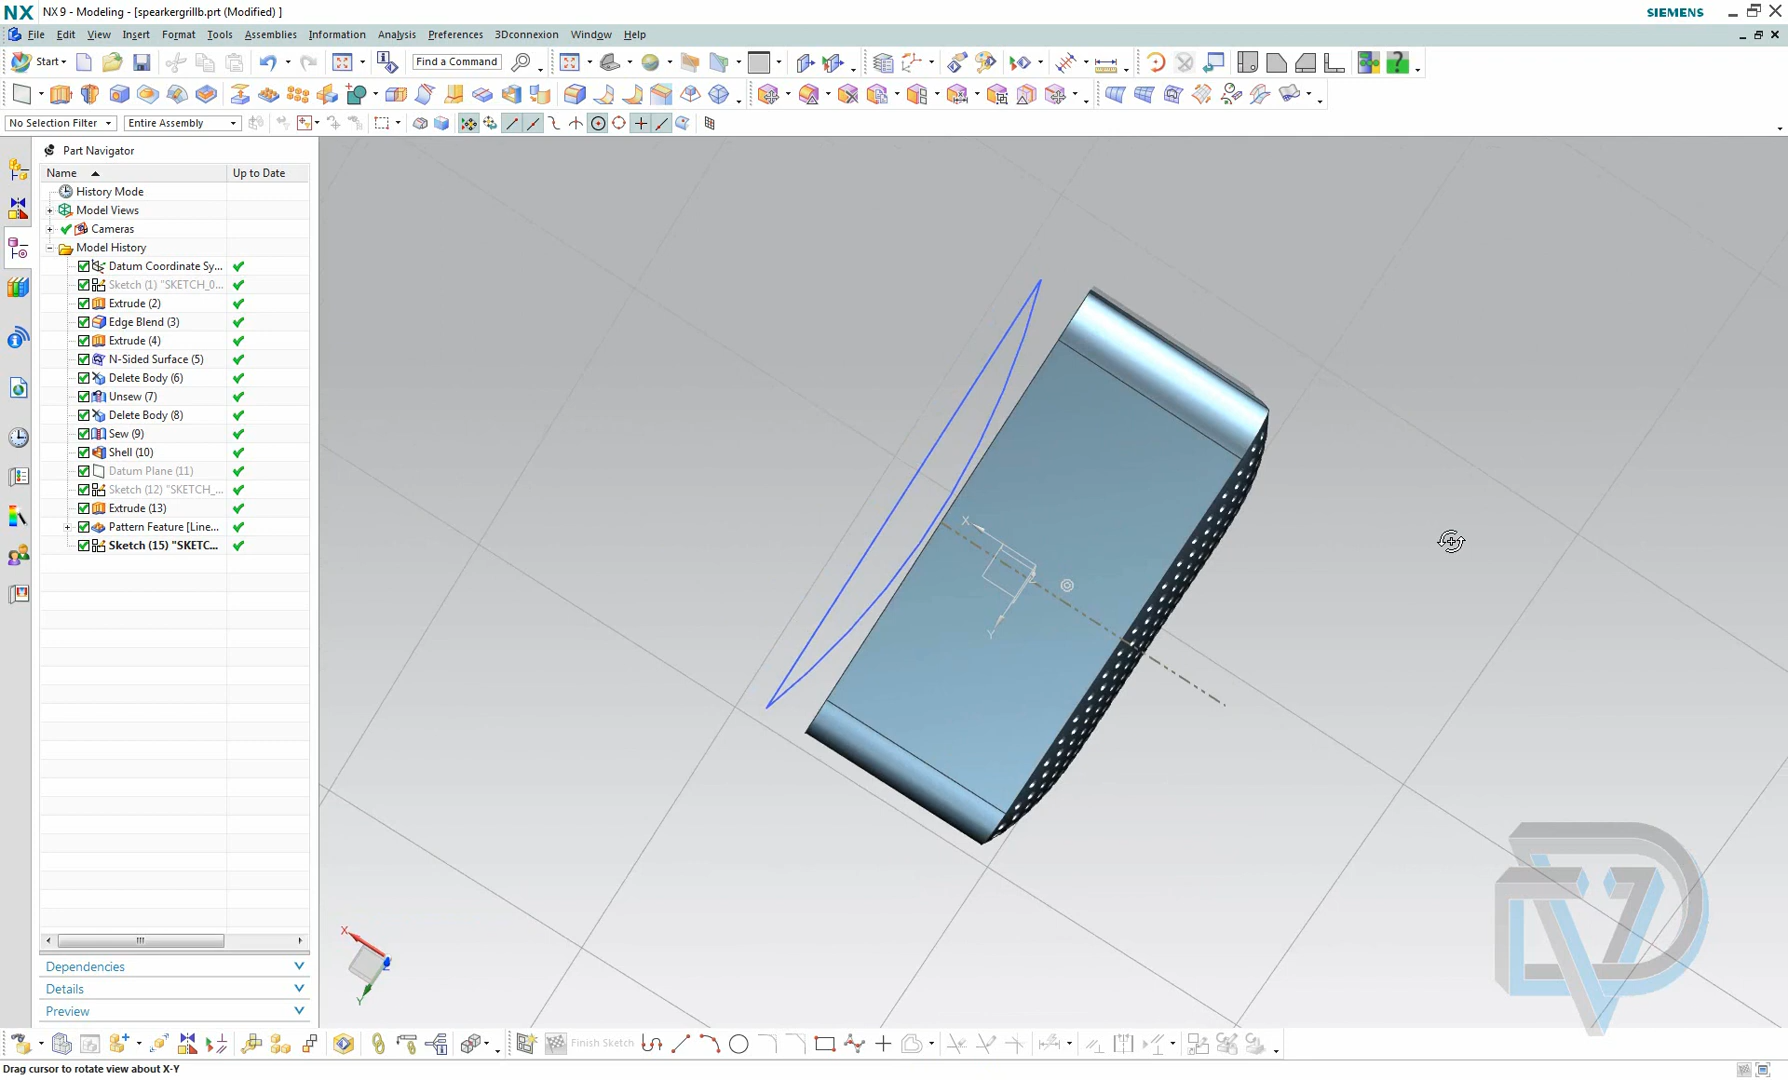 NX 9 - Modeling - [spearkergrillb.prt (Modified) ]
SIEMENS
File Edit View Insert Format Tools Assemblies Information Analysis Preferences 3Dconnexion Window Help
Start
Find a Command
No Selection Filter Entire Assembly
Part Navigator
Name Up to Date
History Mode
Model Views
Cameras
Model History
Datum Coordinate Sy...
Sketch (1) "SKETCH_0...
Extrude (2)
Edge Blend (3)
Extrude (4)
N-Sided Surface (5)
Delete Body (6)
Unsew (7)
Delete Body (8)
Sew (9)
Shell (10)
Datum Plane (11)
Sketch (12) "SKETCH_...
Extrude (13)
Pattern Feature [Line...
Sketch (15) "SKETC...
X
Y
X
Y
Dependencies
Details
Preview
Finish Sketch
Drag cursor to rotate view about X-Y